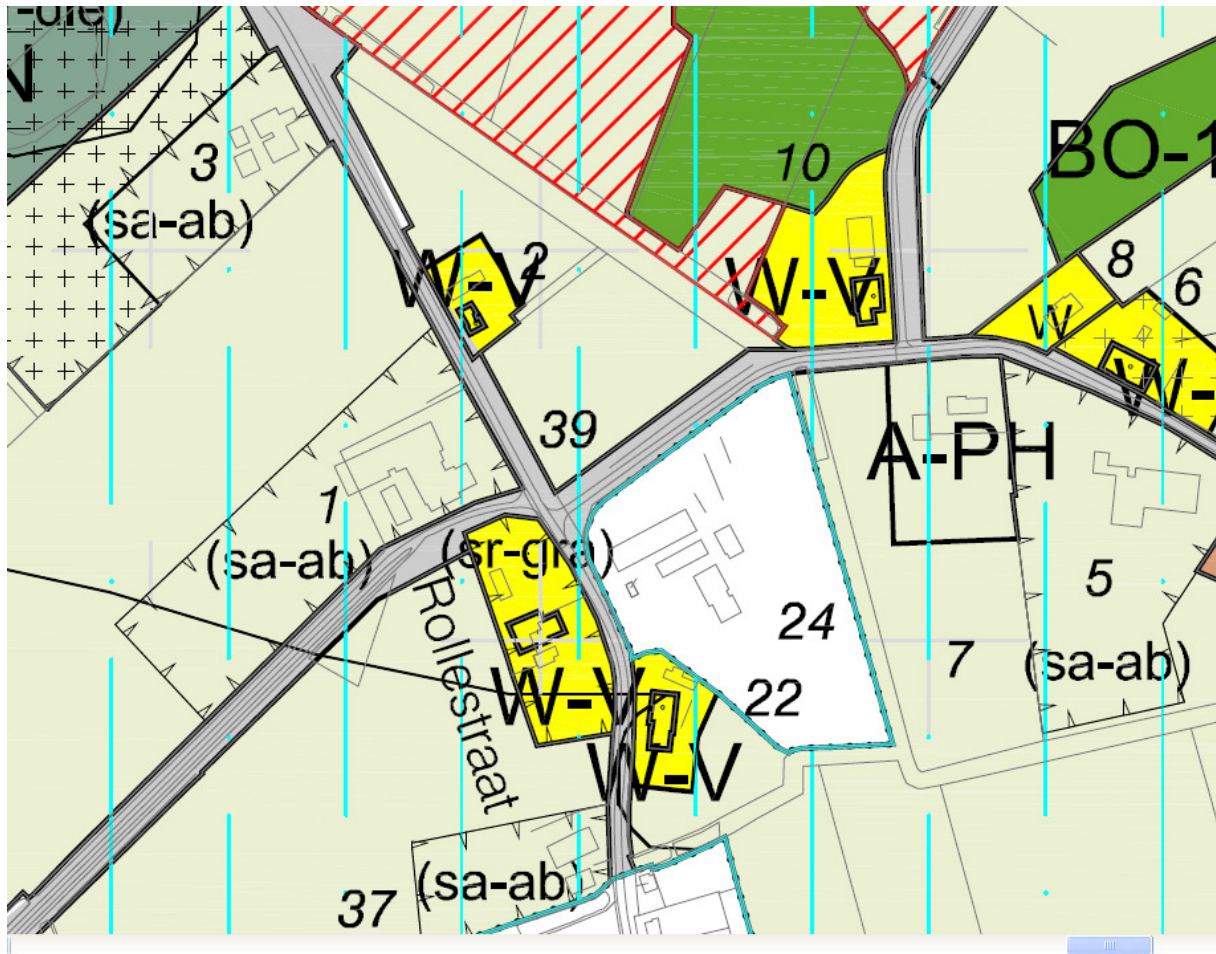 -die)
N
3
(sa-ab)
10
BO-1
W-V
2
W-V
8
6
W
W-
39
A-PH
1
(sa-ab)
(sr-gra)
5
Rollestraat
24
7
(sa-ab)
W-V
22
W-V
(sa-ab)
37